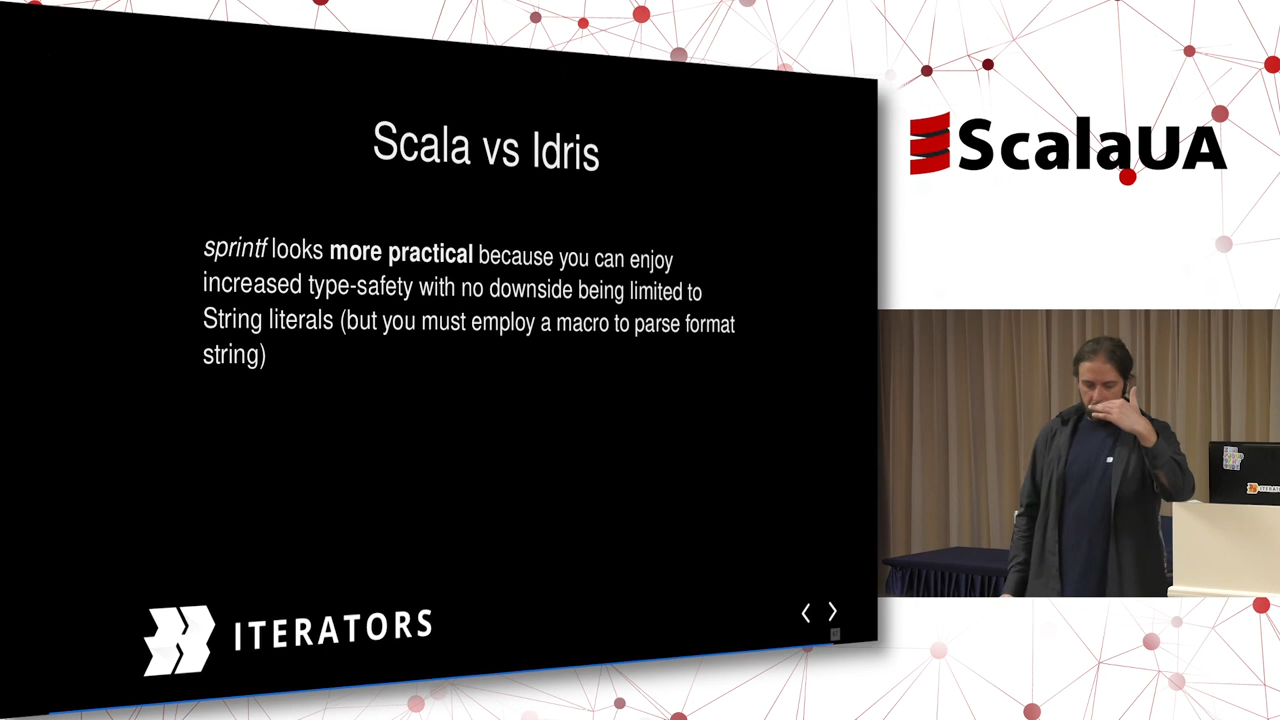 Scala vs Idris
sprintf looks more practical because you can enjoy
increased type-safety with no downside being limited to
String literals (but you must employ a macro to parse format
string)
ITERATORS
ScalaUA